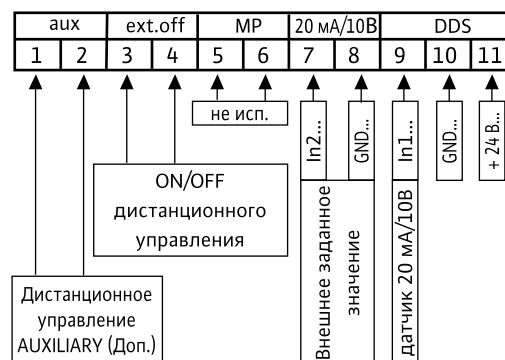 aux ext.off MP 20 мА/10В DDS
1 2 3 4 5 6 7 8 9 10 11
не исп.
In2...
GND...
In1...
GND...
+ 24 В...
ON/OFF
дистанционного
управления
Внешнее заданное
значение
датчик 20 мА/10В
Дистанционное
управление
AUXILIARY (Доп.)